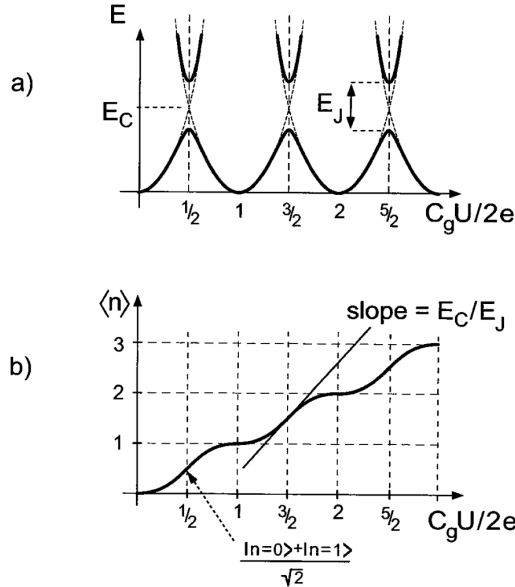 a)
E
E_C
E_J
1/2
1
3/2
2
5/2
C_gU/2e
b)
⟨n⟩
slope = E_C/E_J
3
2
1
1/2
1
3/2
2
5/2
C_gU/2e
|n=0>+|n=1>
√2